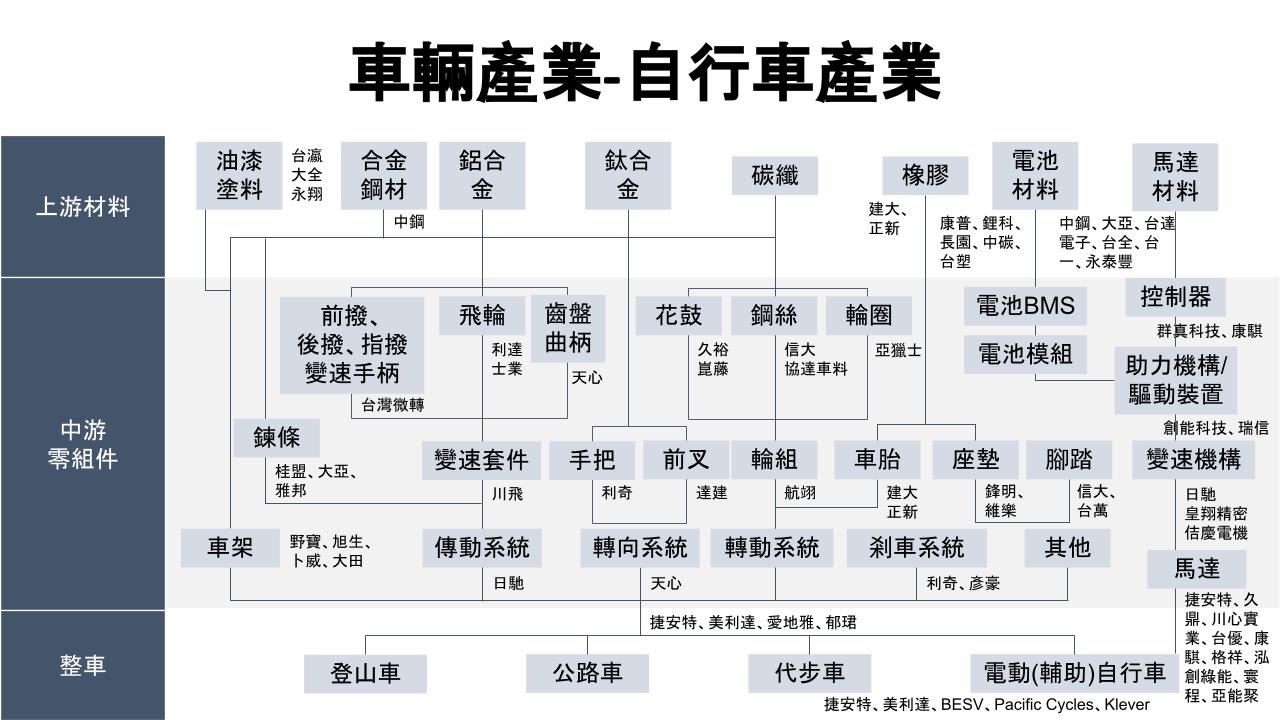 車輛產業-自行車產業
上游材料
油漆
塗料
台瀛
大全
永翔
合金
鋼材
中鋼
鋁合
金
鈦合
金
碳纖
橡膠
建大、
正新
電池
材料
康普、鋰科、
長園、中碳、
台塑
馬達
材料
中鋼、大亞、台達
電子、台全、台
一、永泰豐
中游
零組件
前撥、
後撥、指撥
變速手柄
台灣微轉
飛輪
利達
士業
齒盤
曲柄
天心
花鼓
久裕
崑藤
鋼絲
信大
協達車料
輪圈
亞獵士
電池BMS
電池模組
控制器
群真科技、康騏
助力機構/
驅動裝置
創能科技、瑞信
鍊條
桂盟、大亞、
雅邦
變速套件
川飛
手把
利奇
前叉
達建
輪組
航翊
車胎
建大
正新
座墊
鋒明、
維樂
腳踏
信大、
台萬
變速機構
日馳
皇翔精密
佶慶電機
車架
野寶、旭生、
卜威、大田
傳動系統
日馳
轉向系統
天心
轉動系統
剎車系統
利奇、彥豪
其他
馬達
捷安特、久
鼎、川心實
業、台優、康
騏、格祥、泓
創綠能、寰
程、亞能聚
整車
捷安特、美利達、愛地雅、郁珺
登山車
公路車
代步車
電動(輔助)自行車
捷安特、美利達、BESV、Pacific Cycles、Klever